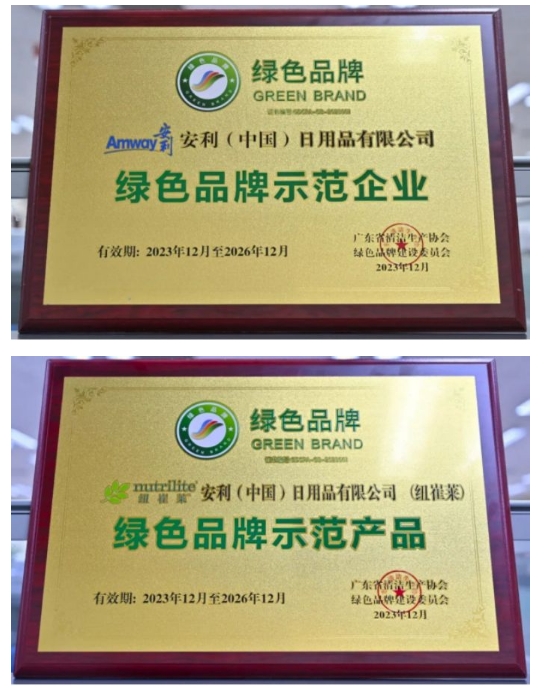 绿色品牌
绿色品牌
GREEN BRAND
Amway 安利 安利（中国）日用品有限公司
绿色品牌示范企业
有效期: 2023年12月至2026年12月
广东省清洁生产协会
绿色品牌建设委员会
2023年12月
绿色品牌
绿色品牌
GREEN BRAND
nutrilite 安利（中国）日用品有限公司（纽崔莱）
纽崔莱
绿色品牌示范产品
有效期: 2023年12月至2026年12月
广东省清洁生产协会
绿色品牌建设委员会
2023年12月